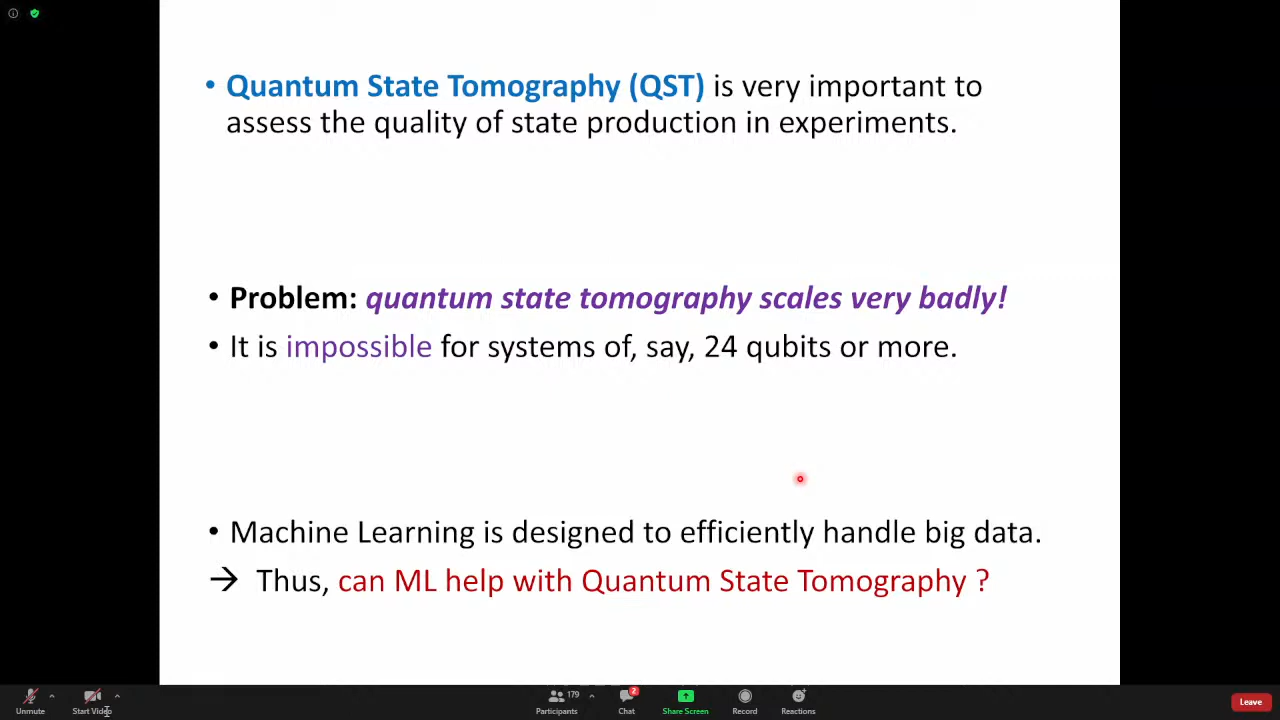 • Quantum State Tomography (QST) is very important to
assess the quality of state production in experiments.
• Problem: quantum state tomography scales very badly!
• It is impossible for systems of, say, 24 qubits or more.
• Machine Learning is designed to efficiently handle big data.
→ Thus, can ML help with Quantum State Tomography ?
Unmute
Start Video
179
Participants
2
Chat
Share Screen
Record
Reactions
Leave